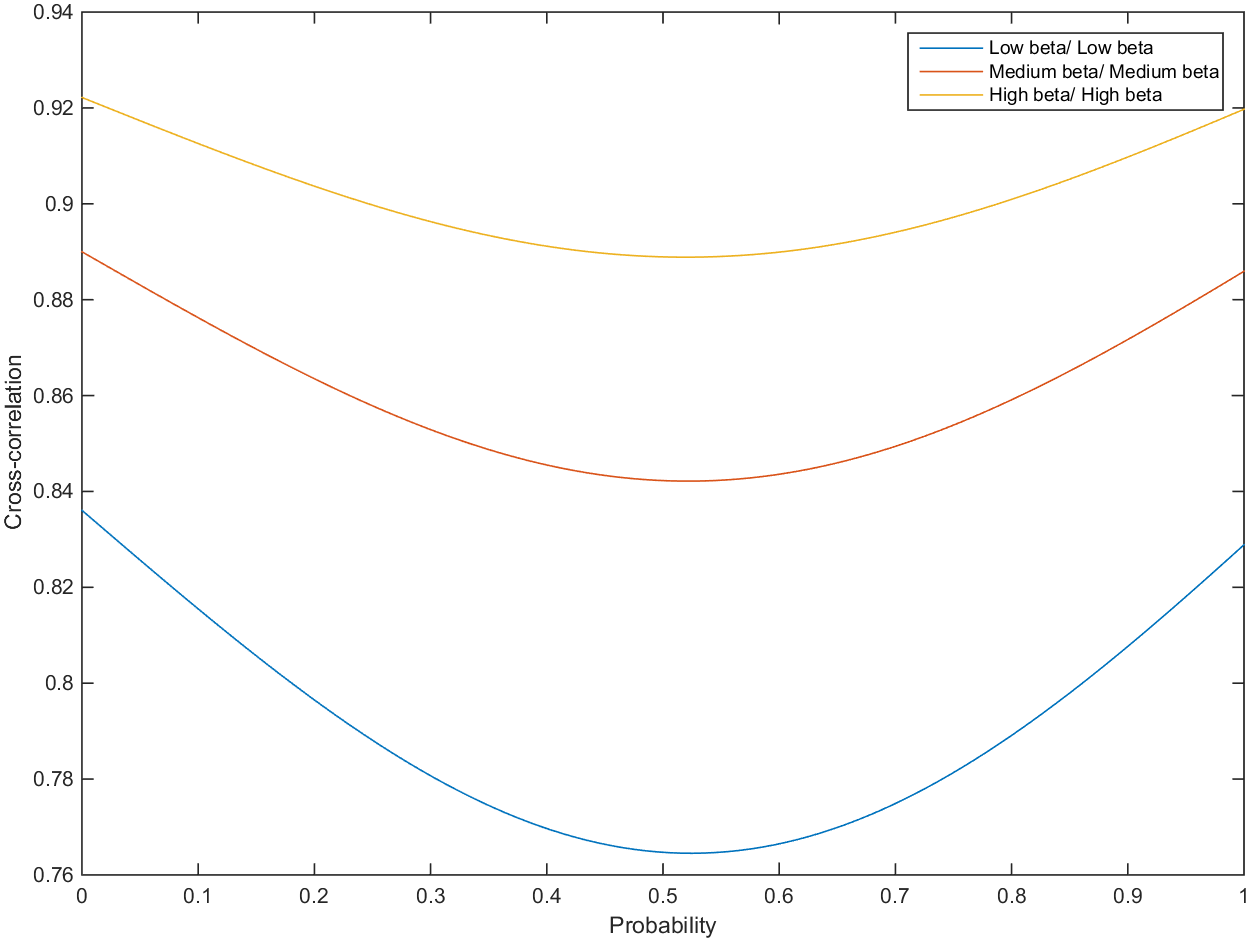 0.94
0.92
0.9
0.88
0.86
0.84
0.82
0.8
0.78
0.76
Cross-correlation
Low beta/ Low beta
Medium beta/ Medium beta
High beta/ High beta
0 0.1 0.2 0.3 0.4 0.5 0.6 0.7 0.8 0.9 1
Probability